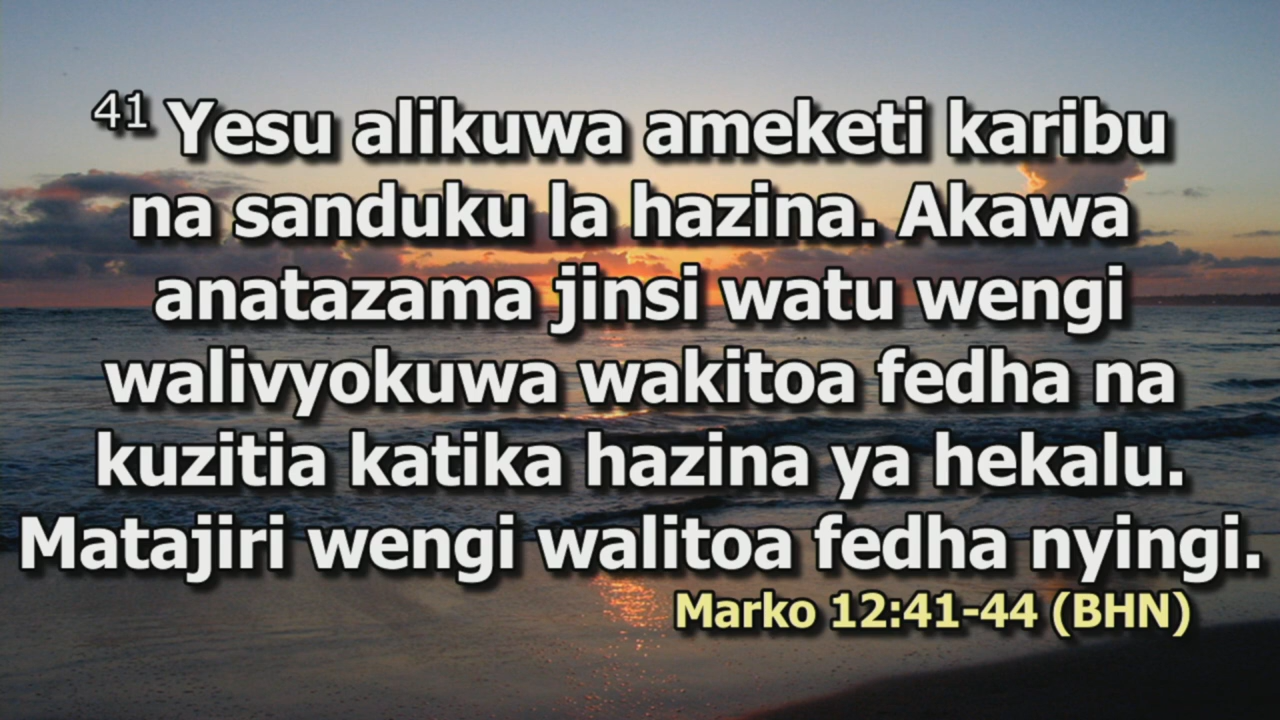 41 Yesu alikuwa ameketi karibu
na sanduku la hazina. Akawa
anatazama jinsi watu wengi
walivyokuwa wakitoa fedha na
kuzitia katika hazina ya hekalu.
Matajiri wengi walitoa fedha nyingi.
Marko 12:41-44 (BHN)